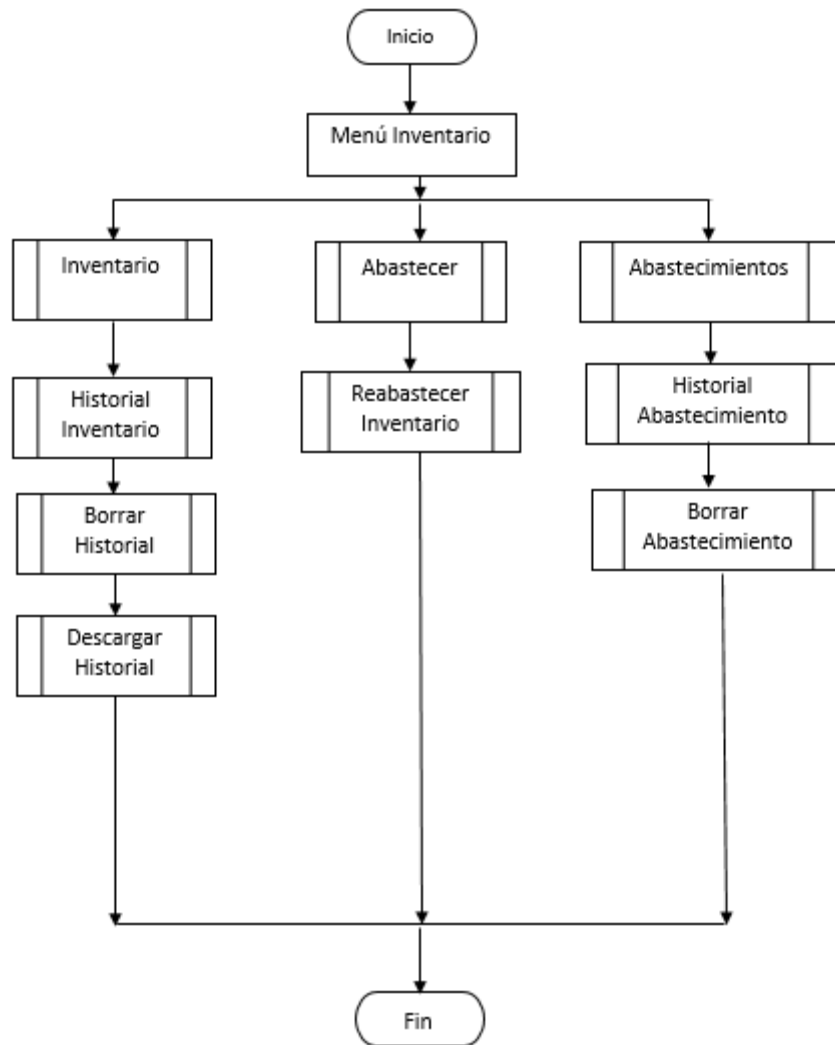 Inicio
Menú Inventario
Inventario
Abastecer
Abastecimientos
Historial
Inventario
Reabastecer
Inventario
Historial
Abastecimiento
Borrar
Historial
Borrar
Abastecimiento
Descargar
Historial
Fin